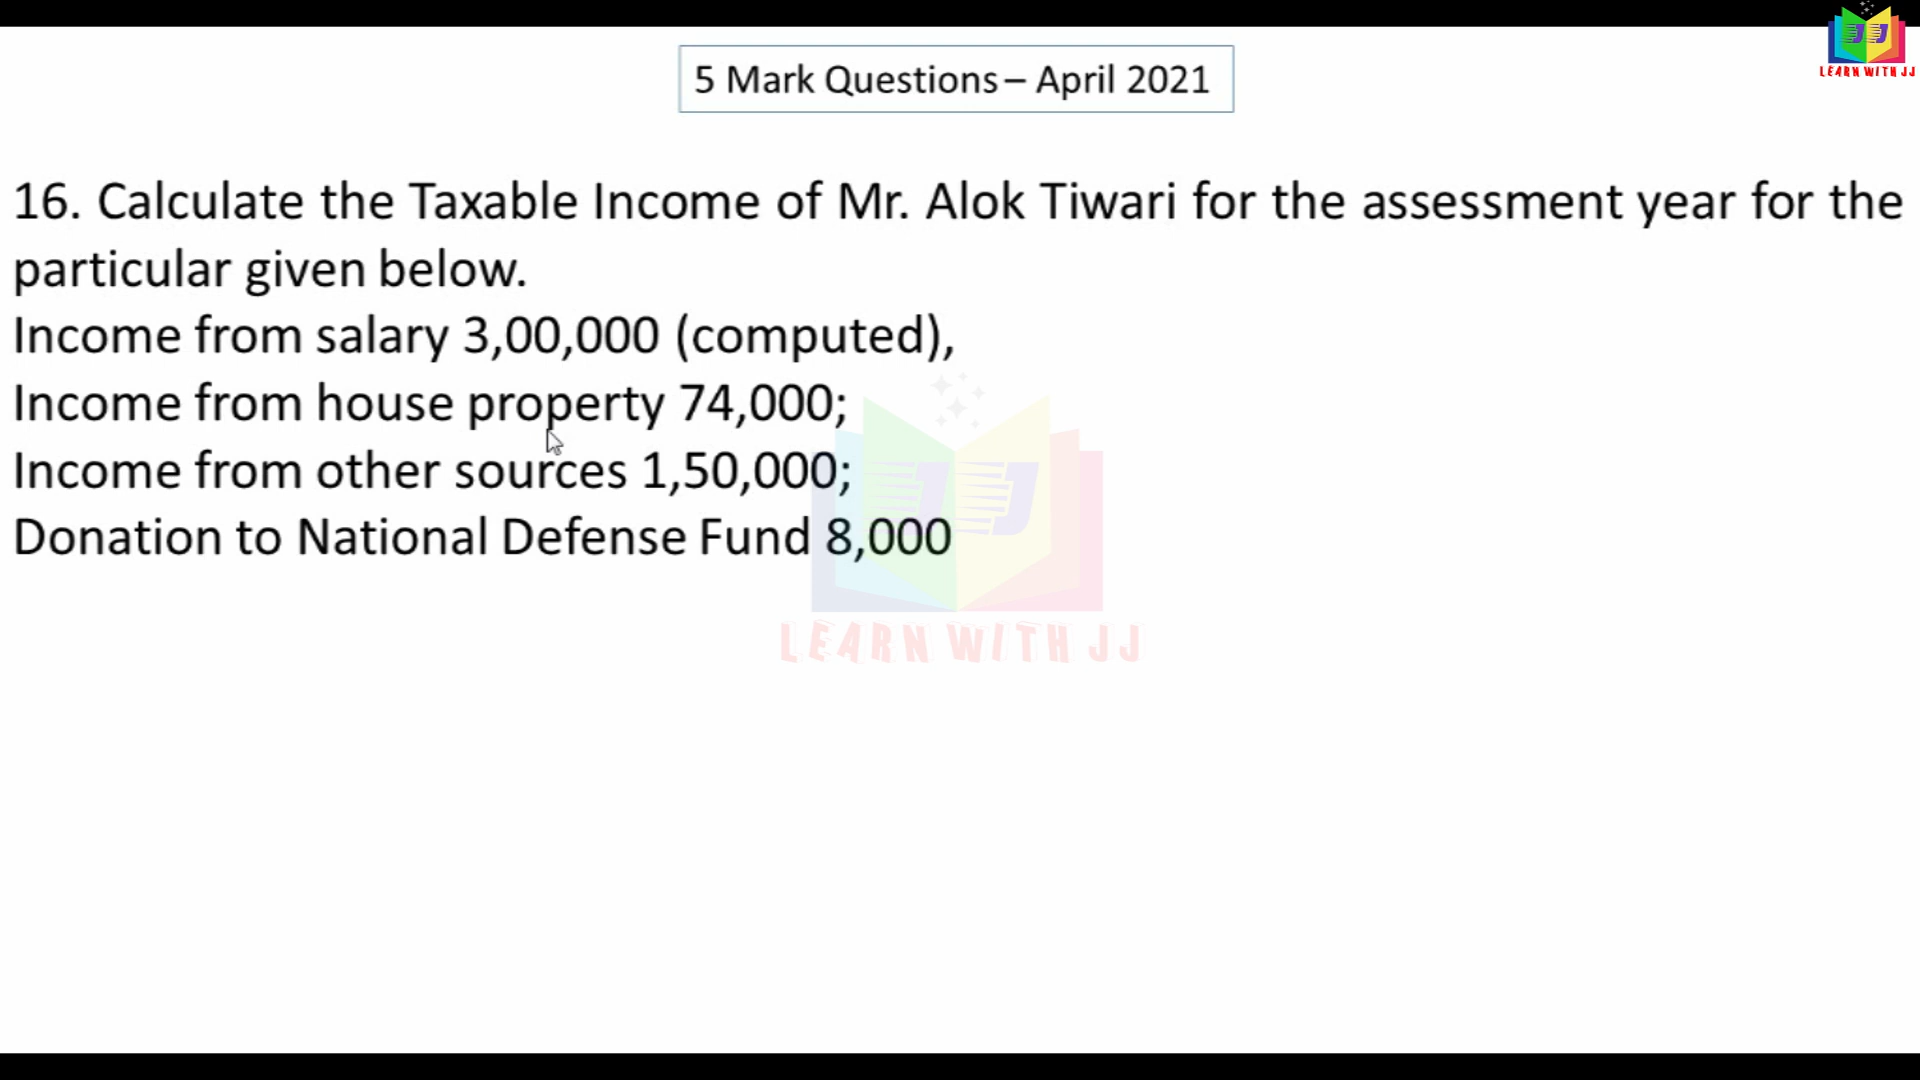 LEARN WITH JJ
5 Mark Questions – April 2021
16. Calculate the Taxable Income of Mr. Alok Tiwari for the assessment year for the
particular given below.
Income from salary 3,00,000 (computed),
Income from house property 74,000;
Income from other sources 1,50,000;
Donation to National Defense Fund 8,000
JJ
LEARN WITH JJ